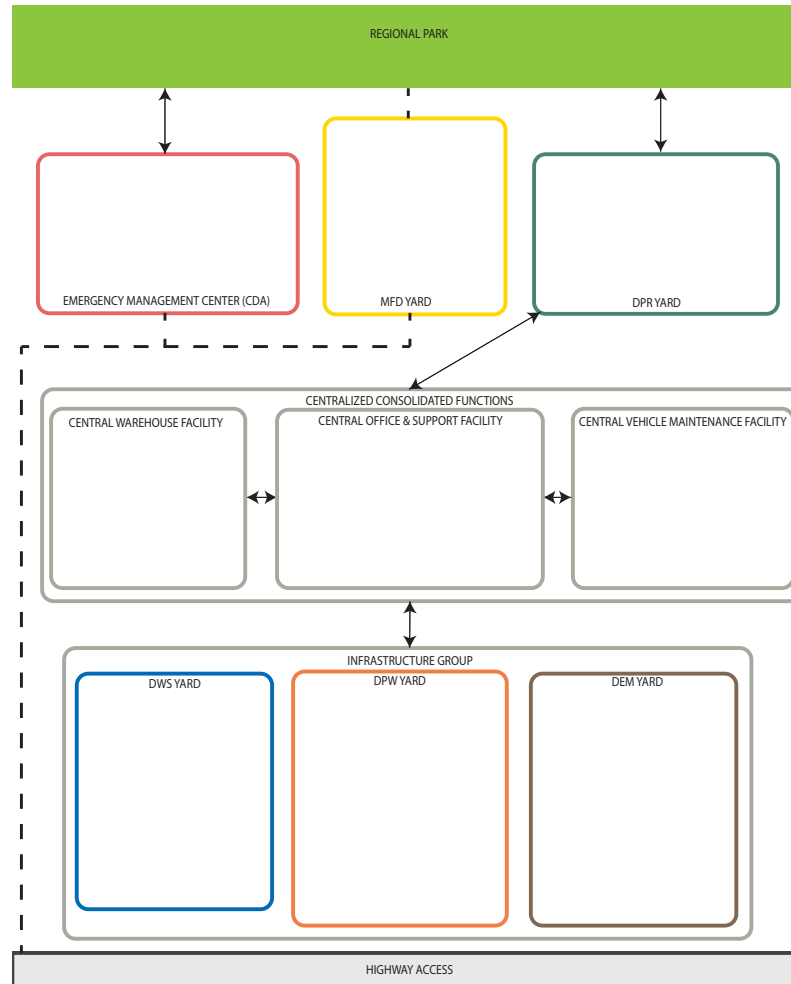 REGIONAL PARK
EMERGENCY MANAGEMENT CENTER (CDA)
MFD YARD
DPR YARD
CENTRALIZED CONSOLIDATED FUNCTIONS
CENTRAL WAREHOUSE FACILITY
CENTRAL OFFICE & SUPPORT FACILITY
CENTRAL VEHICLE MAINTENANCE FACILITY
INFRASTRUCTURE GROUP
DWS YARD
DPW YARD
DEM YARD
HIGHWAY ACCESS